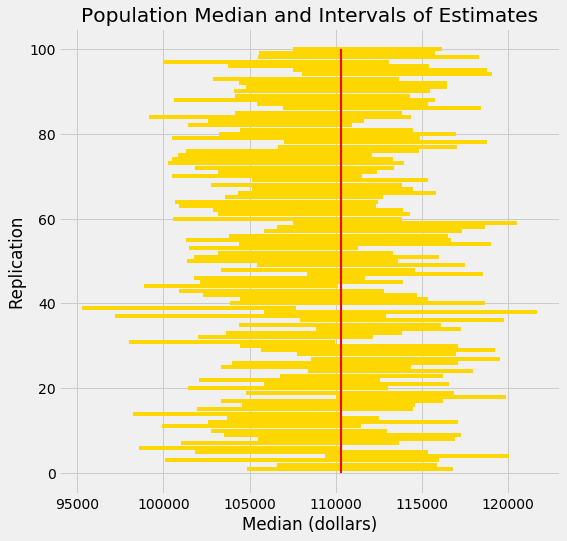 Population Median and Intervals of Estimates
100
80
60
40
20
0
Replication
95000 100000 105000 110000 115000 120000
Median (dollars)